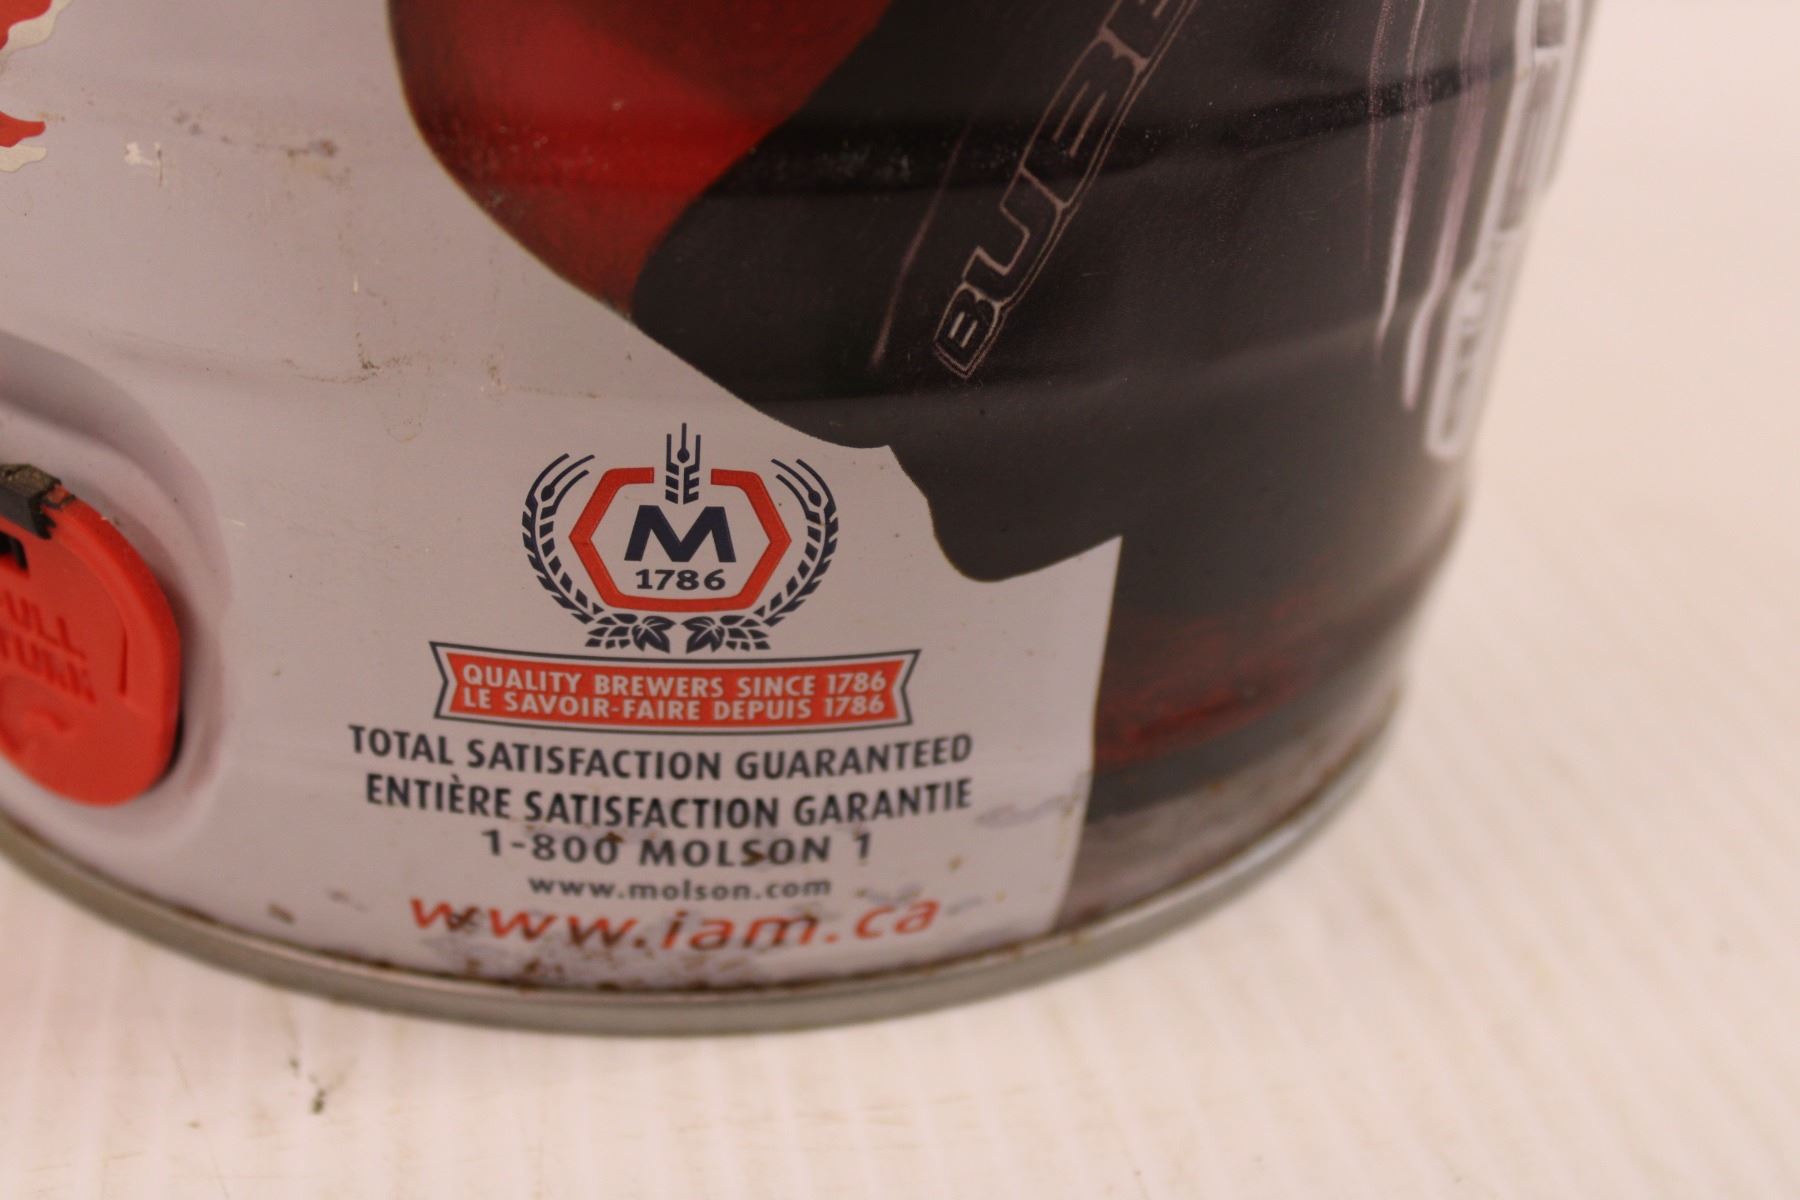 BUBB
M
1786
QUALITY BREWERS SINCE 1786
LE SAVOIR-FAIRE DEPUIS 1786
TOTAL SATISFACTION GUARANTEED
ENTIÈRE SATISFACTION GARANTIE
1-800 MOLSON 1
www.molson.com
www.iam.ca